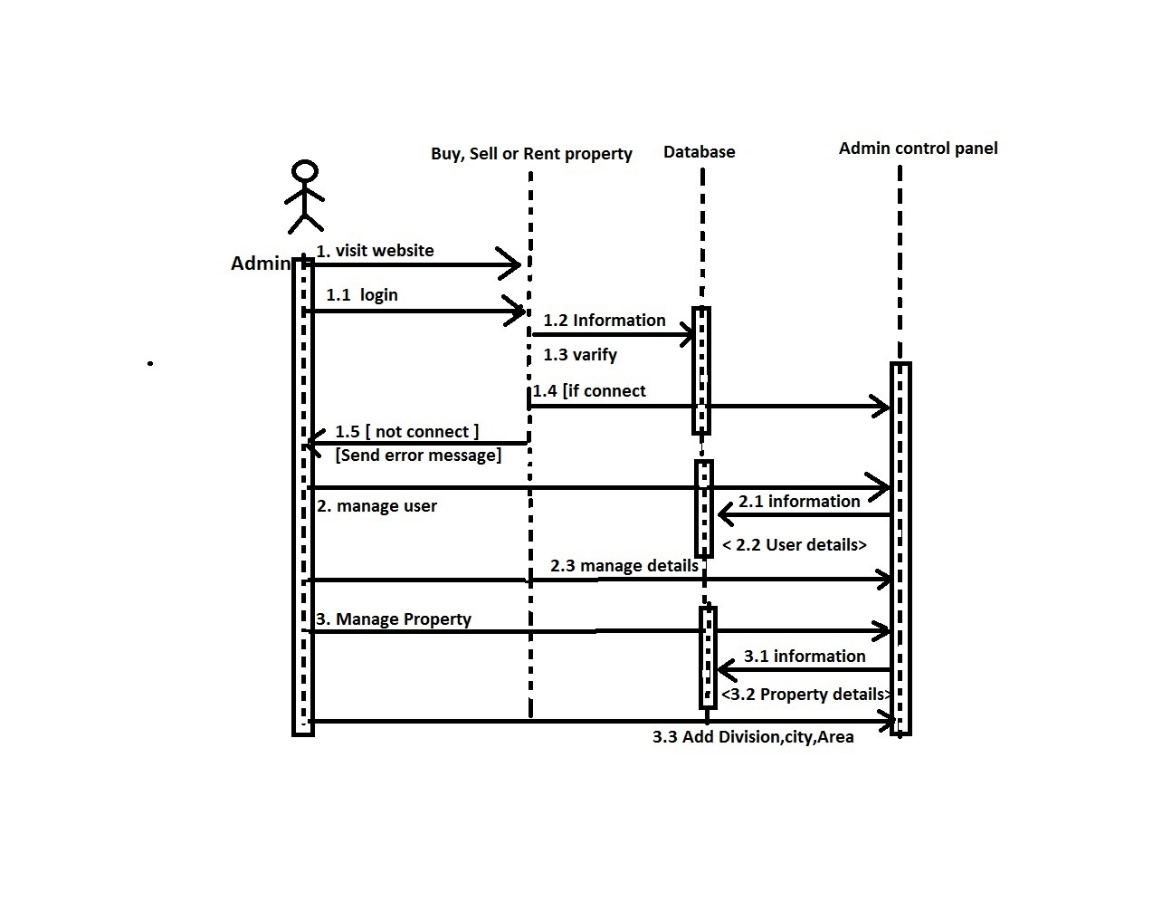 Buy, Sell or Rent property
Database
Admin control panel
Admin
1. visit website
1.1 login
1.2 Information
1.3 varify
1.4 [if connect
1.5 [ not connect ]
[Send error message]
2. manage user
2.1 information
< 2.2 User details>
2.3 manage details
3. Manage Property
3.1 information
<3.2 Property details>
3.3 Add Division,city,Area